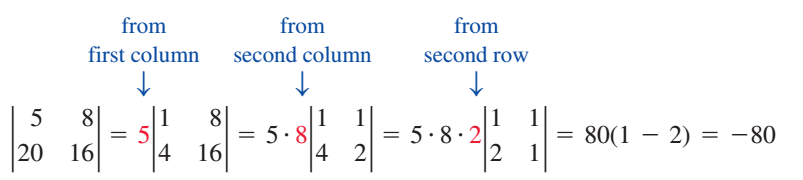 from from from
first column second column second row
↓ ↓ ↓
|5 8| = 5 |1 8| = 5 · 8 |1 1| = 5 · 8 · 2 |1 1| = 80(1 − 2) = −80
|20 16| |4 16| |4 2| |2 1|